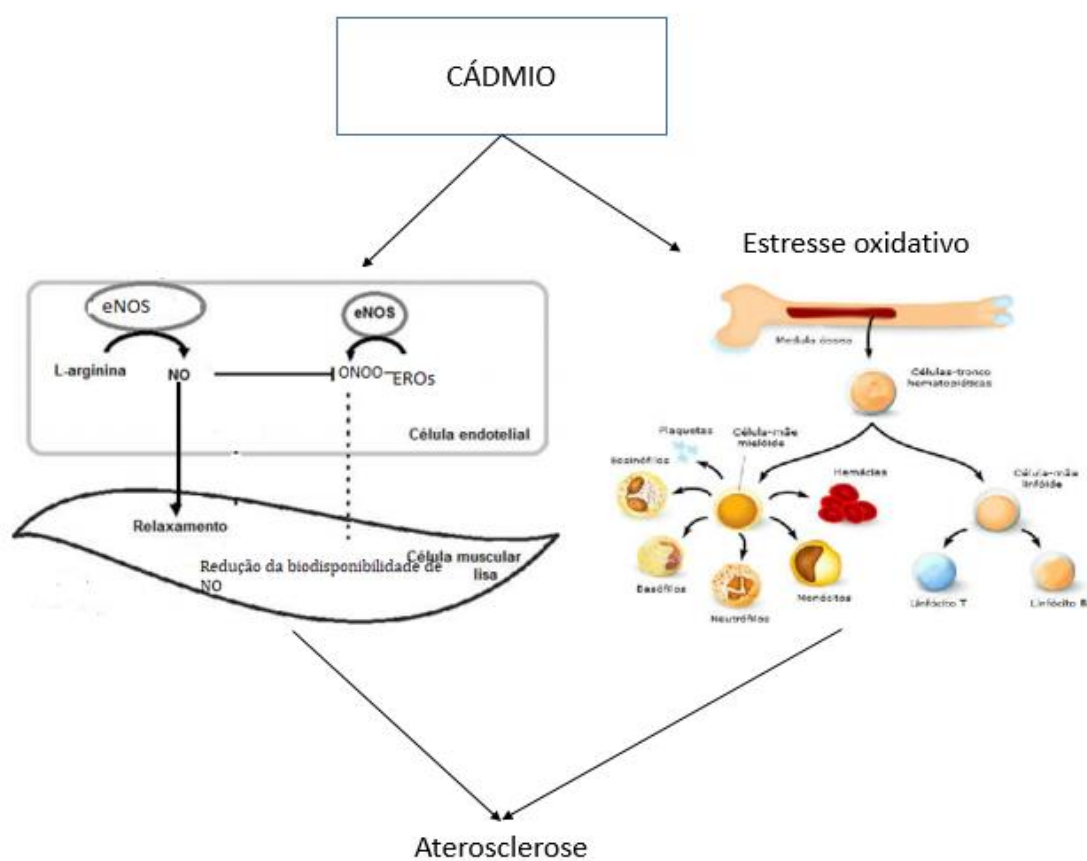 CÁDMIO
Estresse oxidativo
eNOS
eNOS
L-arginina
NO
ONOO
EROs
Célula endotelial
Relaxamento
Redução da biodisponibilidade de
NO
Célula muscular
lisa
Medula óssea
Células-tronco
hematopoiéticas
Plaquetas
Célula-mãe
mielóide
Eosinófilos
Hemácias
Célula-mãe
linfóide
Basófilos
Neutrófilos
Monócitos
Linfócito T
Linfócito B
Aterosclerose